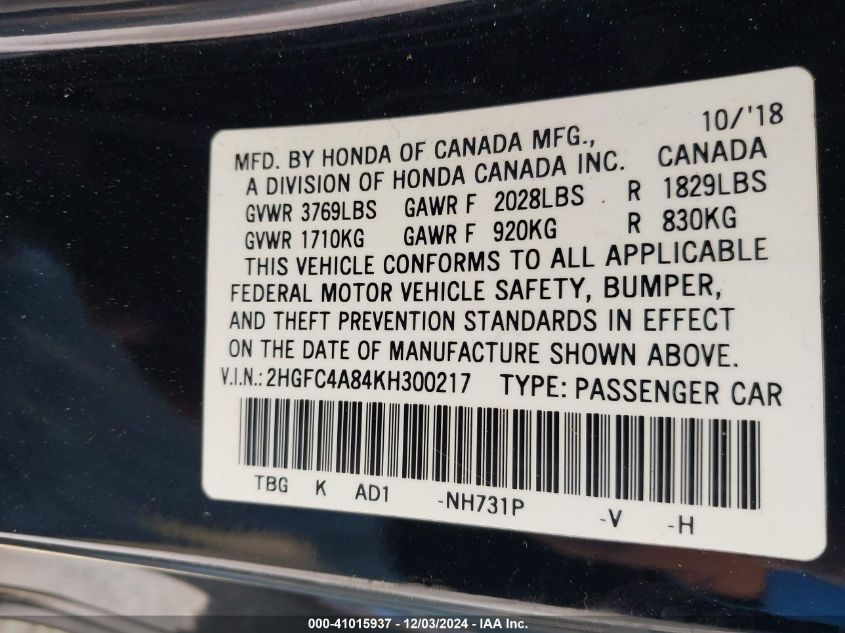 10/'18
MFD. BY HONDA OF CANADA MFG., CANADA
A DIVISION OF HONDA CANADA INC.
GVWR 3769LBS GAWR F 2028LBS R 1829LBS
GVWR 1710KG GAWR F 920KG R 830KG
THIS VEHICLE CONFORMS TO ALL APPLICABLE
FEDERAL MOTOR VEHICLE SAFETY, BUMPER,
AND THEFT PREVENTION STANDARDS IN EFFECT
ON THE DATE OF MANUFACTURE SHOWN ABOVE.
V.I.N.: 2HGFC4A84KH300217 TYPE: PASSENGER CAR
TBG K AD1 -NH731P -V -H
000-41015937 - 12/03/2024 - IAA Inc.